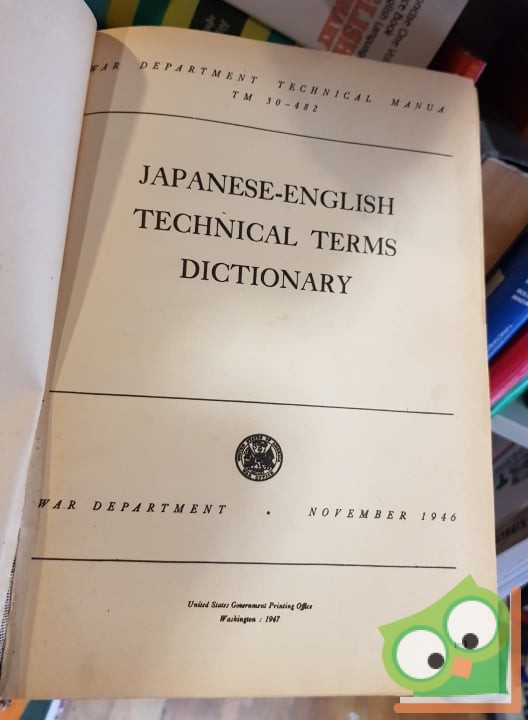 WAR DEPARTMENT TECHNICAL MANUA
TM 30-482
JAPANESE-ENGLISH
TECHNICAL TERMS
DICTIONARY
WAR DEPARTMENT • NOVEMBER 1946
United States Government Printing Office
Washington : 1947